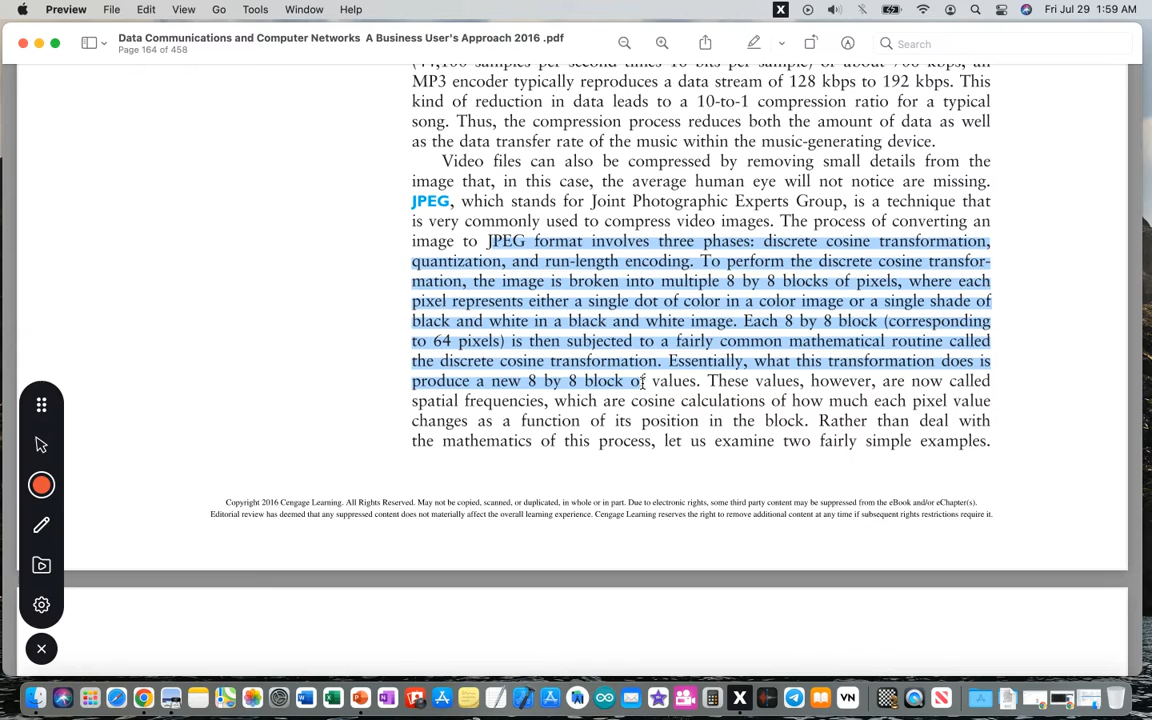 Preview File Edit View Go Tools Window Help X Fri Jul 29 1:59 AM
Data Communications and Computer Networks A Business User's Approach 2016 .pdf
Page 164 of 458
Search
MP3 encoder typically reproduces a data stream of 128 kbps to 192 kbps. This
kind of reduction in data leads to a 10-to-1 compression ratio for a typical
song. Thus, the compression process reduces both the amount of data as well
as the data transfer rate of the music within the music-generating device.
Video files can also be compressed by removing small details from the
image that, in this case, the average human eye will not notice are missing.
JPEG, which stands for Joint Photographic Experts Group, is a technique that
is very commonly used to compress video images. The process of converting an
image to JPEG format involves three phases: discrete cosine transformation,
quantization, and run-length encoding. To perform the discrete cosine transfor-
mation, the image is broken into multiple 8 by 8 blocks of pixels, where each
pixel represents either a single dot of color in a color image or a single shade of
black and white in a black and white image. Each 8 by 8 block (corresponding
to 64 pixels) is then subjected to a fairly common mathematical routine called
the discrete cosine transformation. Essentially, what this transformation does is
produce a new 8 by 8 block of values. These values, however, are now called
spatial frequencies, which are cosine calculations of how much each pixel value
changes as a function of its position in the block. Rather than deal with
the mathematics of this process, let us examine two fairly simple examples.
Copyright 2016 Cengage Learning. All Rights Reserved. May not be copied, scanned, or duplicated, in whole or in part. Due to electronic rights, some third party content may be suppressed from the eBook and/or eChapter(s).
Editorial review has deemed that any suppressed content does not materially affect the overall learning experience. Cengage Learning reserves the right to remove additional content at any time if subsequent rights restrictions require it.